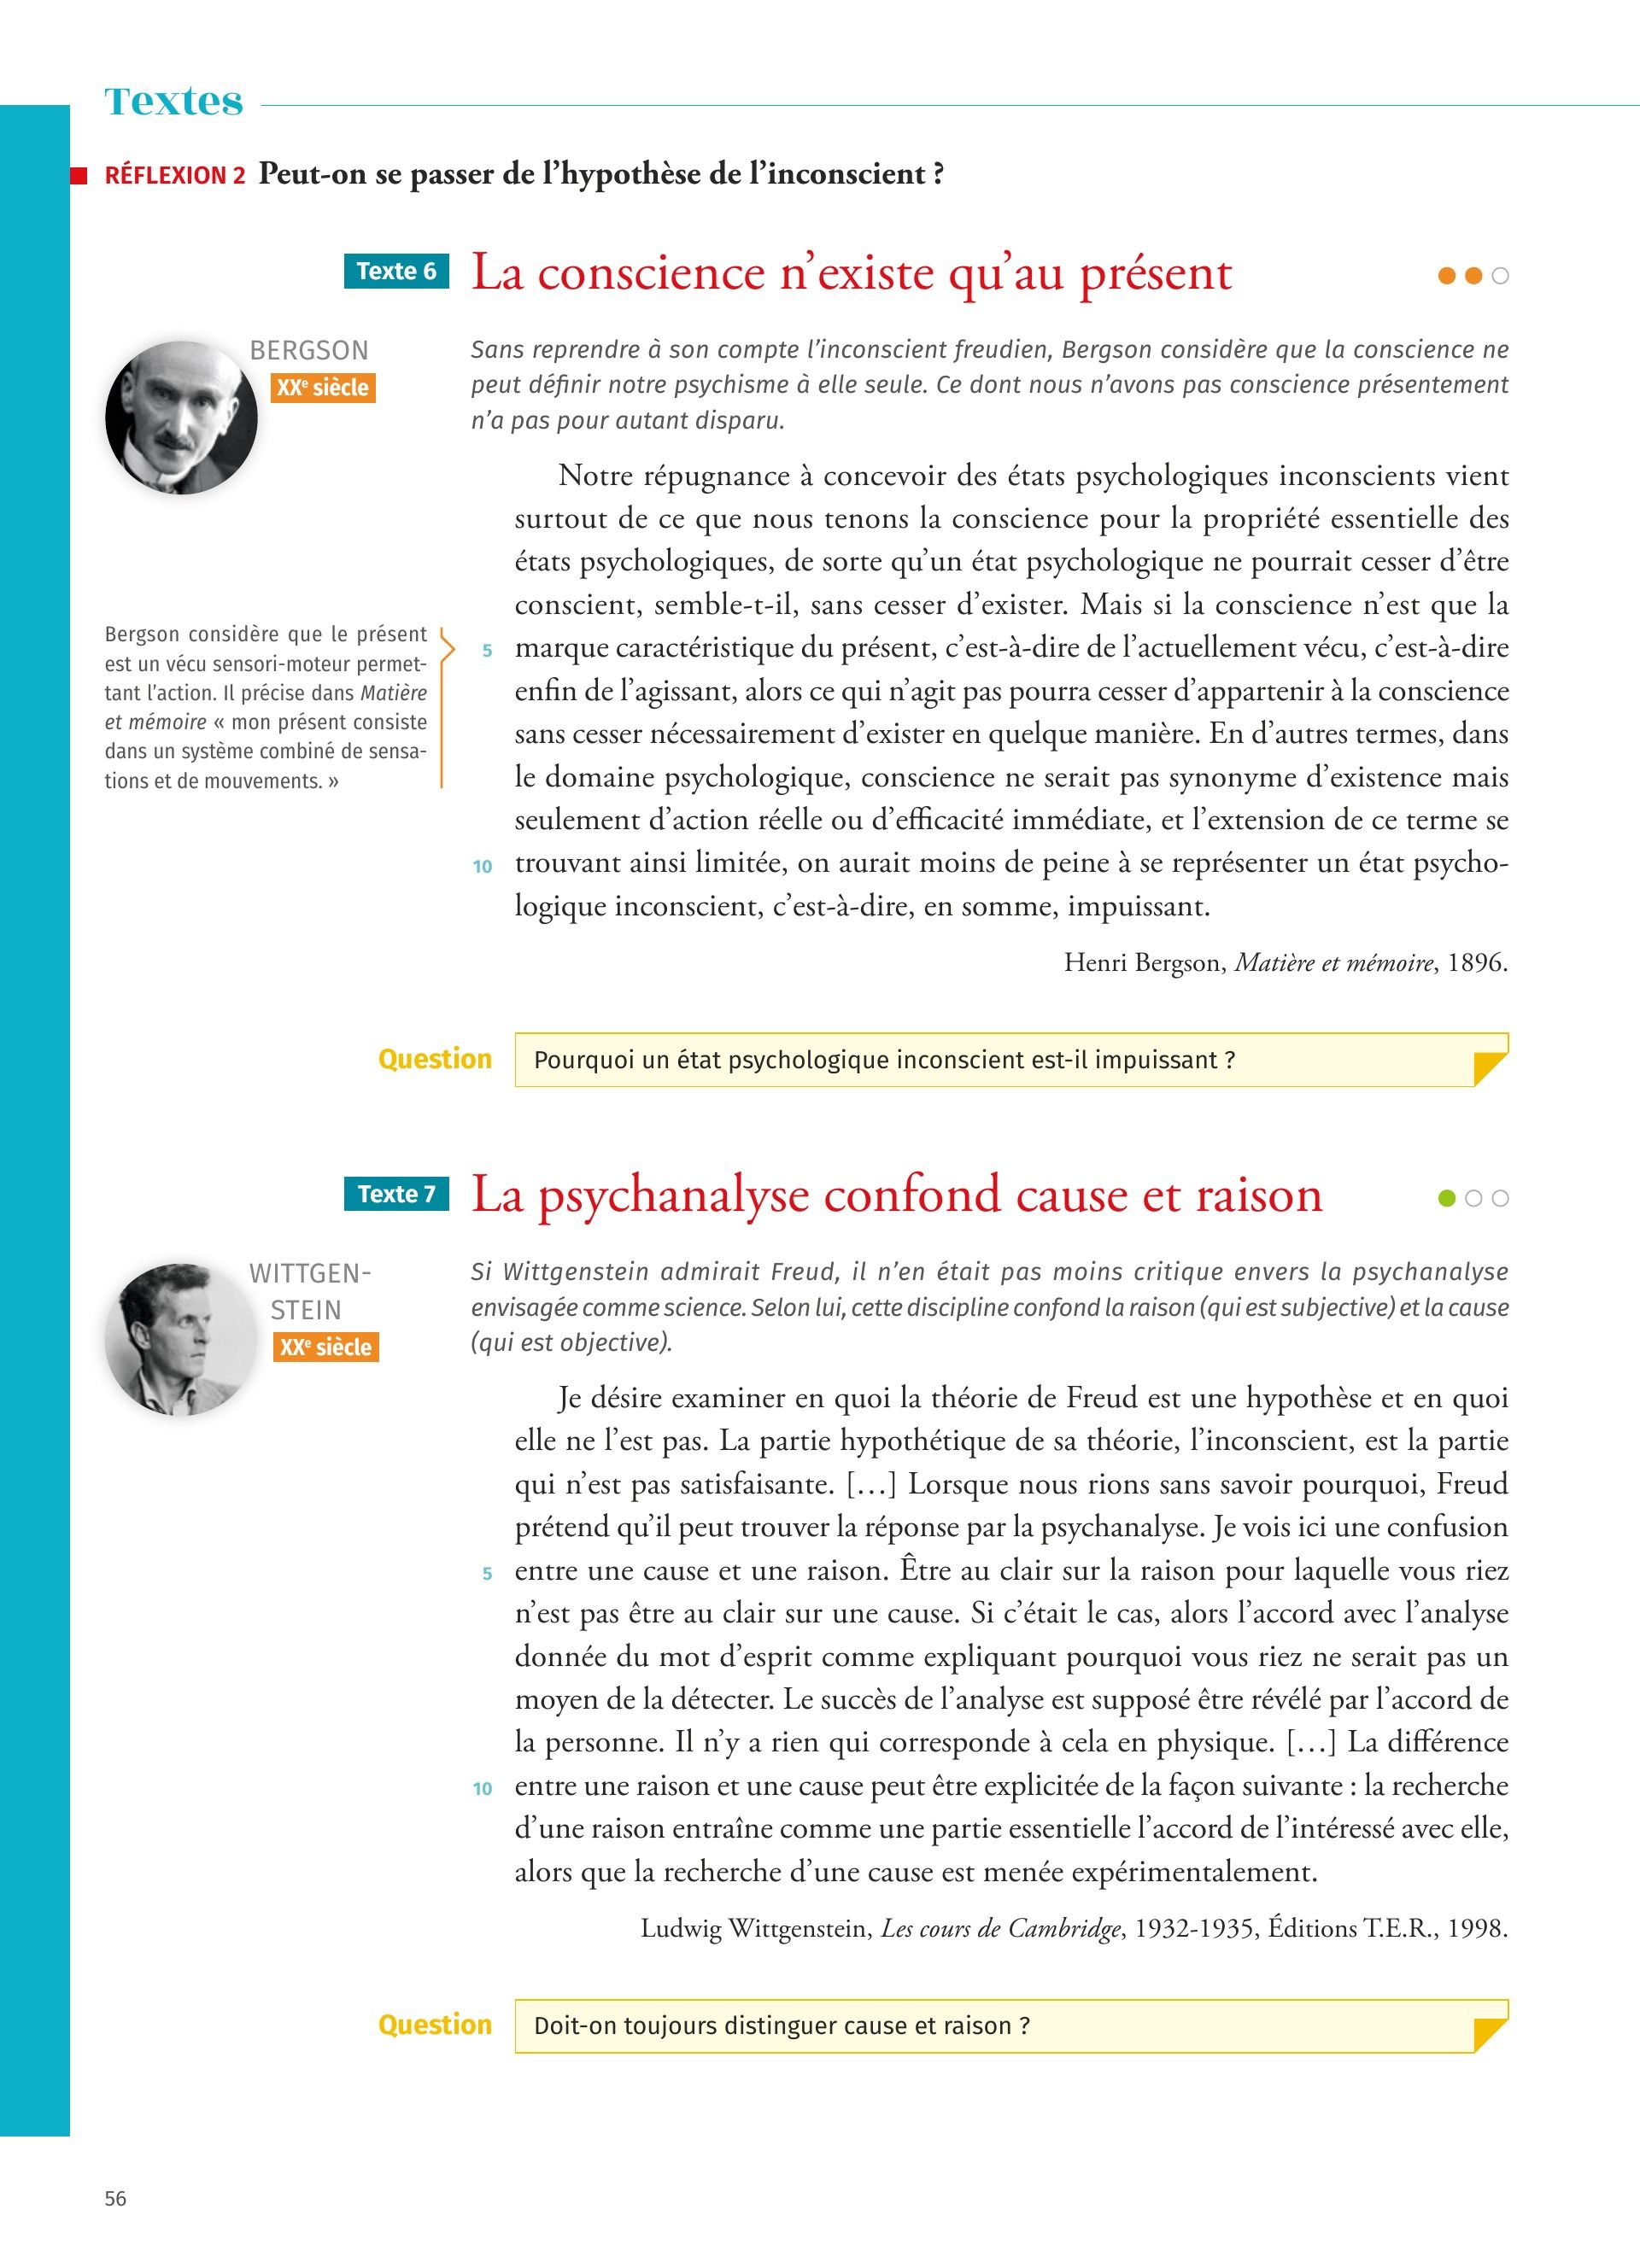 Textes
RÉFLEXION 2 Peut-on se passer de l’hypothèse de l’inconscient ?
Texte 6 La conscience n’existe qu’au présent
BERGSON
XXe siècle
Sans reprendre à son compte l’inconscient freudien, Bergson considère que la conscience ne
peut définir notre psychisme à elle seule. Ce dont nous n’avons pas conscience présentement
n’a pas pour autant disparu.
Notre répugnance à concevoir des états psychologiques inconscients vient
surtout de ce que nous tenons la conscience pour la propriété essentielle des
états psychologiques, de sorte qu’un état psychologique ne pourrait cesser d’être
conscient, semble-t-il, sans cesser d’exister. Mais si la conscience n’est que la
5 marque caractéristique du présent, c’est-à-dire de l’actuellement vécu, c’est-à-dire
enfin de l’agissant, alors ce qui n’agit pas pourra cesser d’appartenir à la conscience
sans cesser nécessairement d’exister en quelque manière. En d’autres termes, dans
le domaine psychologique, conscience ne serait pas synonyme d’existence mais
seulement d’action réelle ou d’efficacité immédiate, et l’extension de ce terme se
10 trouvant ainsi limitée, on aurait moins de peine à se représenter un état psycho-
logique inconscient, c’est-à-dire, en somme, impuissant.
Bergson considère que le présent
est un vécu sensori-moteur permet-
tant l’action. Il précise dans Matière
et mémoire « mon présent consiste
dans un système combiné de sensa-
tions et de mouvements. »
Henri Bergson, Matière et mémoire, 1896.
Question Pourquoi un état psychologique inconscient est-il impuissant ?
Texte 7 La psychanalyse confond cause et raison
WITTGEN-
STEIN
XXe siècle
Si Wittgenstein admirait Freud, il n’en était pas moins critique envers la psychanalyse
envisagée comme science. Selon lui, cette discipline confond la raison (qui est subjective) et la cause
(qui est objective).
Je désire examiner en quoi la théorie de Freud est une hypothèse et en quoi
elle ne l’est pas. La partie hypothétique de sa théorie, l’inconscient, est la partie
qui n’est pas satisfaisante. […] Lorsque nous rions sans savoir pourquoi, Freud
prétend qu’il peut trouver la réponse par la psychanalyse. Je vois ici une confusion
5 entre une cause et une raison. Être au clair sur la raison pour laquelle vous riez
n’est pas être au clair sur une cause. Si c’était le cas, alors l’accord avec l’analyse
donnée du mot d’esprit comme expliquant pourquoi vous riez ne serait pas un
moyen de la détecter. Le succès de l’analyse est supposé être révélé par l’accord de
la personne. Il n’y a rien qui corresponde à cela en physique. […] La différence
10 entre une raison et une cause peut être explicitée de la façon suivante : la recherche
d’une raison entraîne comme une partie essentielle l’accord de l’intéressé avec elle,
alors que la recherche d’une cause est menée expérimentalement.
Ludwig Wittgenstein, Les cours de Cambridge, 1932-1935, Éditions T.E.R., 1998.
Question Doit-on toujours distinguer cause et raison ?
56